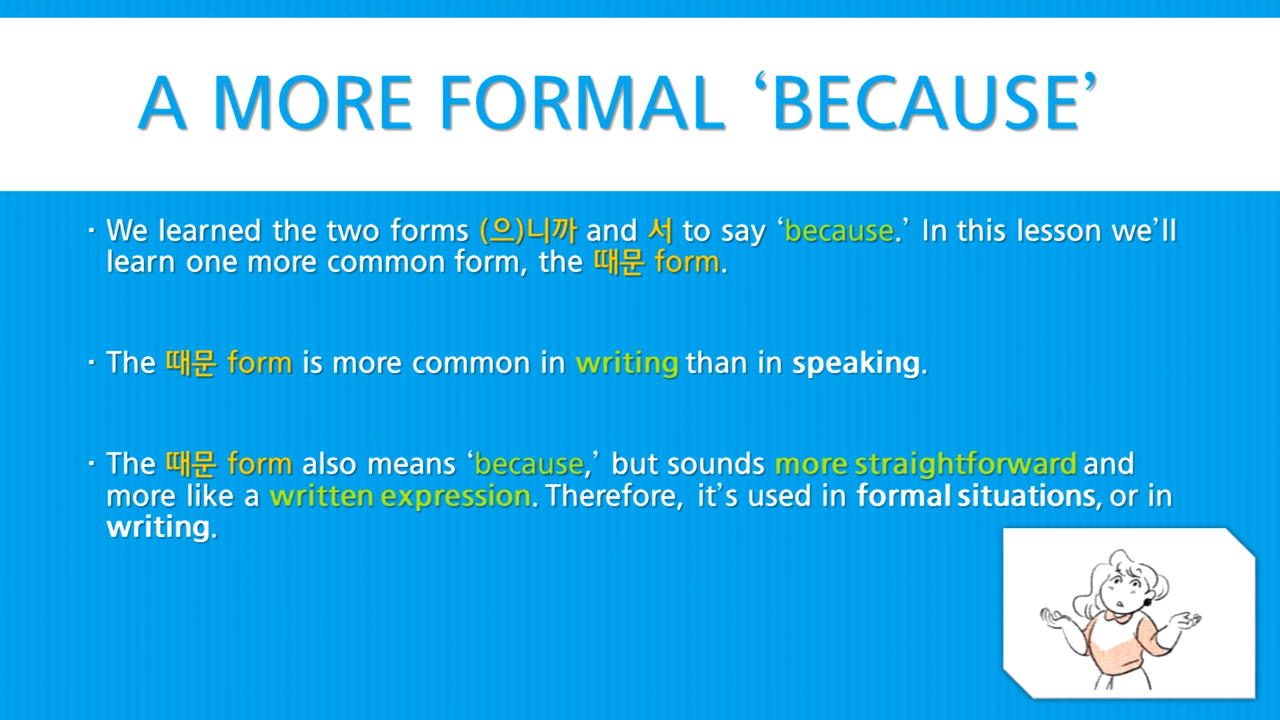 A MORE FORMAL ‘BECAUSE’
· We learned the two forms (으)니까 and 서 to say ‘because.’ In this lesson we’ll
learn one more common form, the 때문 form.
· The 때문 form is more common in writing than in speaking.
· The 때문 form also means ‘because,’ but sounds more straightforward and
more like a written expression. Therefore, it’s used in formal situations, or in
writing.